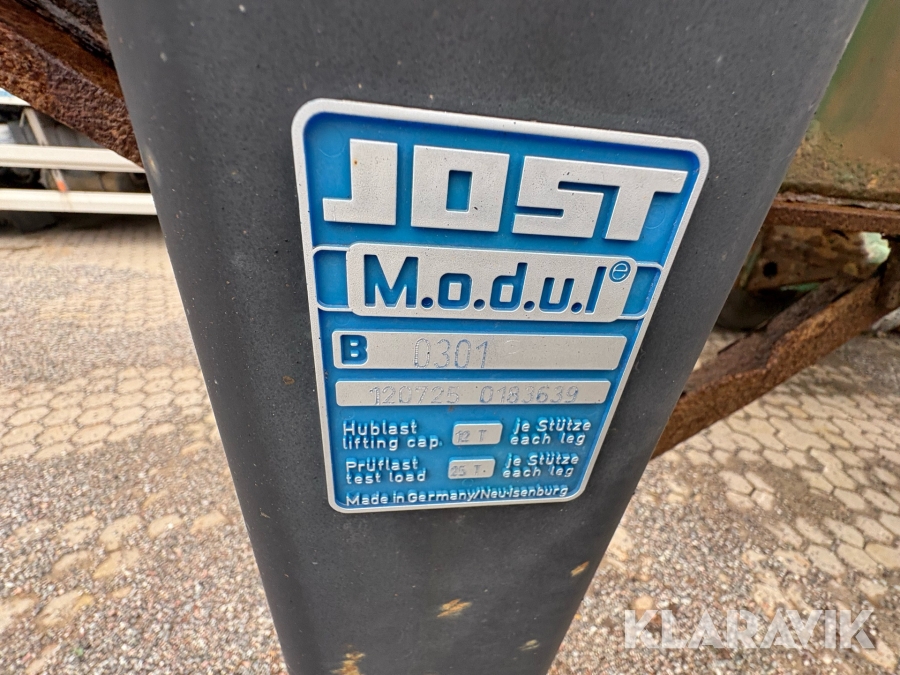 JOST
M.o.d.u.l e
B 0301
120725 0183639
Hublast 12 T je Stütze
lifting cap. each leg
Prüflast 25 T. je Stütze
test load each leg
Made in Germany/Neu-Isenburg
KLARAVIK